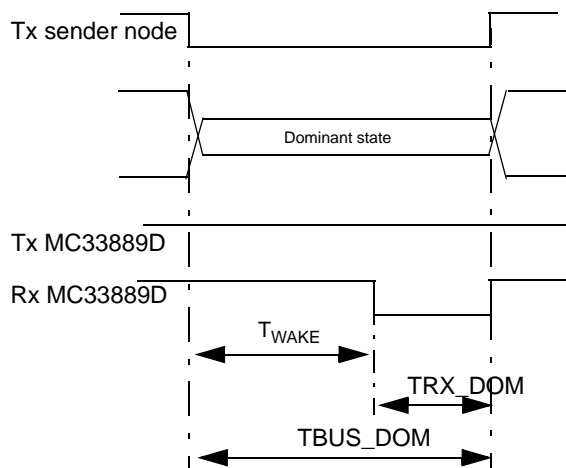 Tx sender node
Dominant state
Tx MC33889D
Rx MC33889D
TWAKE
TRX_DOM
TBUS_DOM